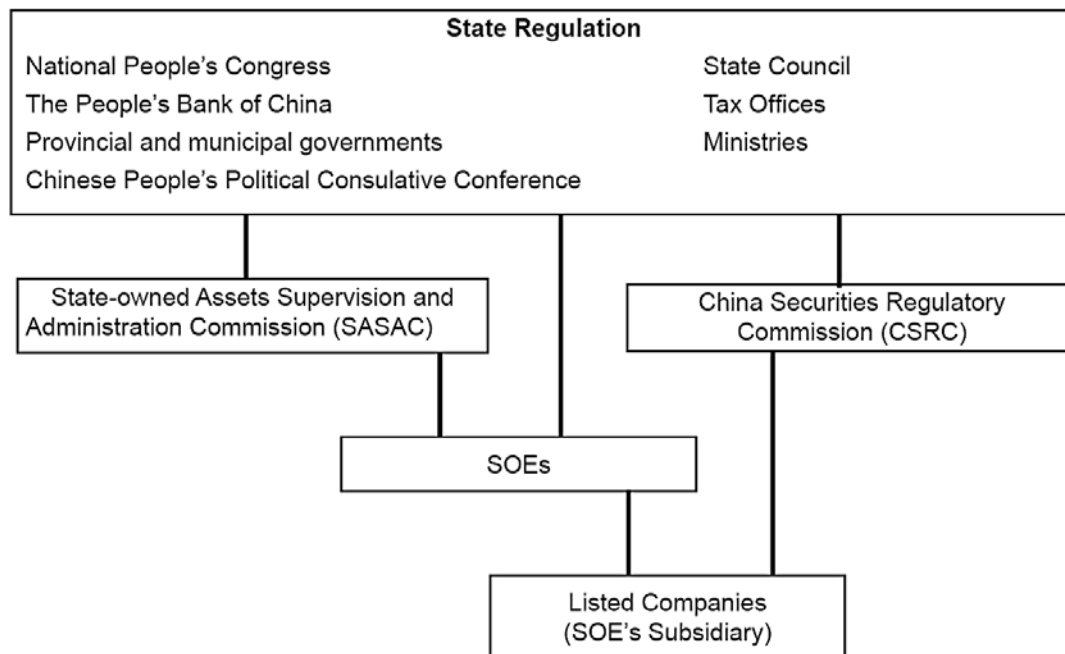 State Regulation
National People's Congress
State Council
The People's Bank of China
Tax Offices
Provincial and municipal governments
Ministries
Chinese People's Political Consulative Conference
State-owned Assets Supervision and
Administration Commission (SASAC)
China Securities Regulatory
Commission (CSRC)
SOEs
Listed Companies
(SOE's Subsidiary)